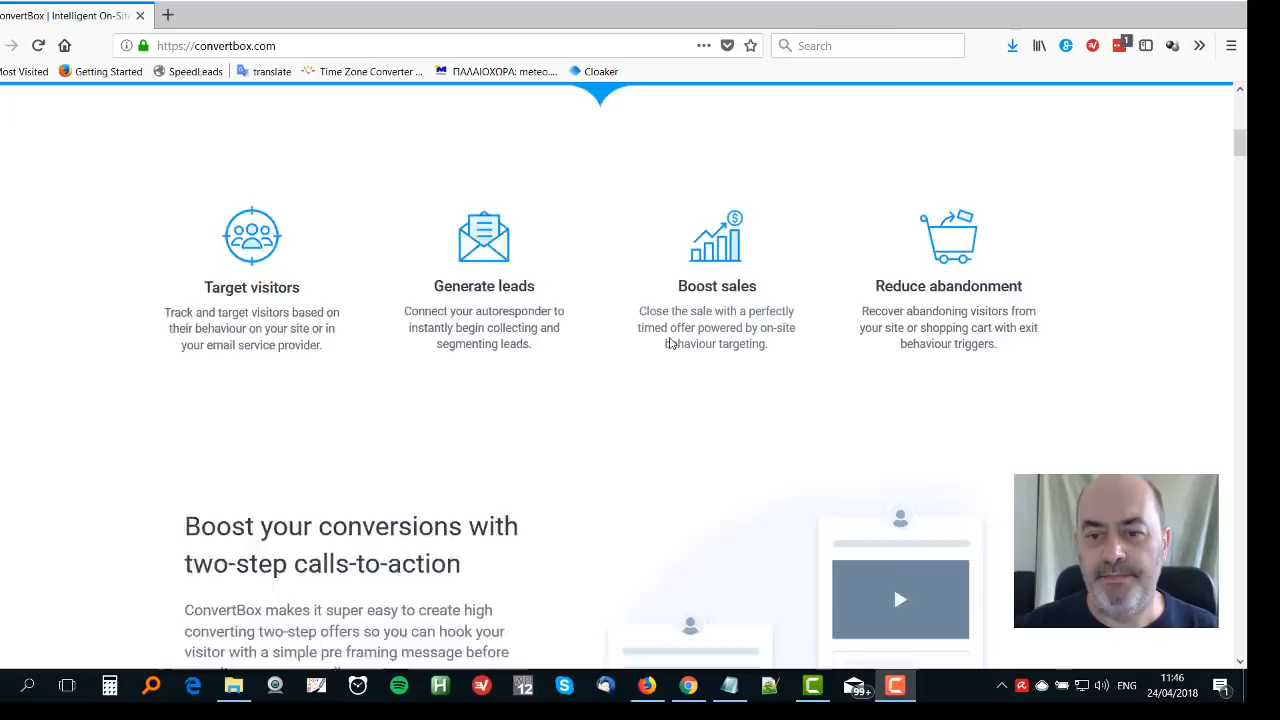 onvertBox | Intelligent On-Site
https://convertbox.com
Search
1
Most Visited
Getting Started
SpeedLeads
translate
Time Zone Converter ...
ΠΑΛΑΙΟΧΩΡΑ: meteo....
Cloaker
$
Target visitors
Track and target visitors based on
their behaviour on your site or in
your email service provider.
Generate leads
Connect your autoresponder to
instantly begin collecting and
segmenting leads.
Boost sales
Close the sale with a perfectly
timed offer powered by on-site
behaviour targeting.
Reduce abandonment
Recover abandoning visitors from
your site or shopping cart with exit
behaviour triggers.
Boost your conversions with
two-step calls-to-action
ConvertBox makes it super easy to create high
converting two-step offers so you can hook your
visitor with a simple pre framing message before
12
99+
ENG
11:46
24/04/2018
1